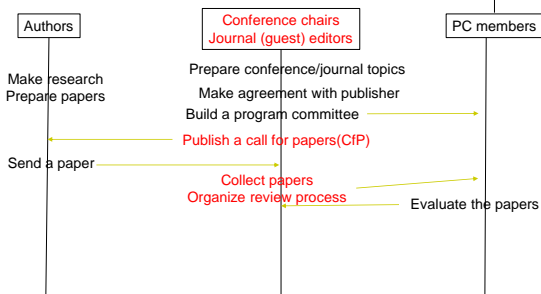 Authors
Conference chairs
Journal (guest) editors
PC members
Make research
Prepare papers
Prepare conference/journal topics
Make agreement with publisher
Build a program committee
Publish a call for papers(CfP)
Send a paper
Collect papers
Organize review process
Evaluate the papers